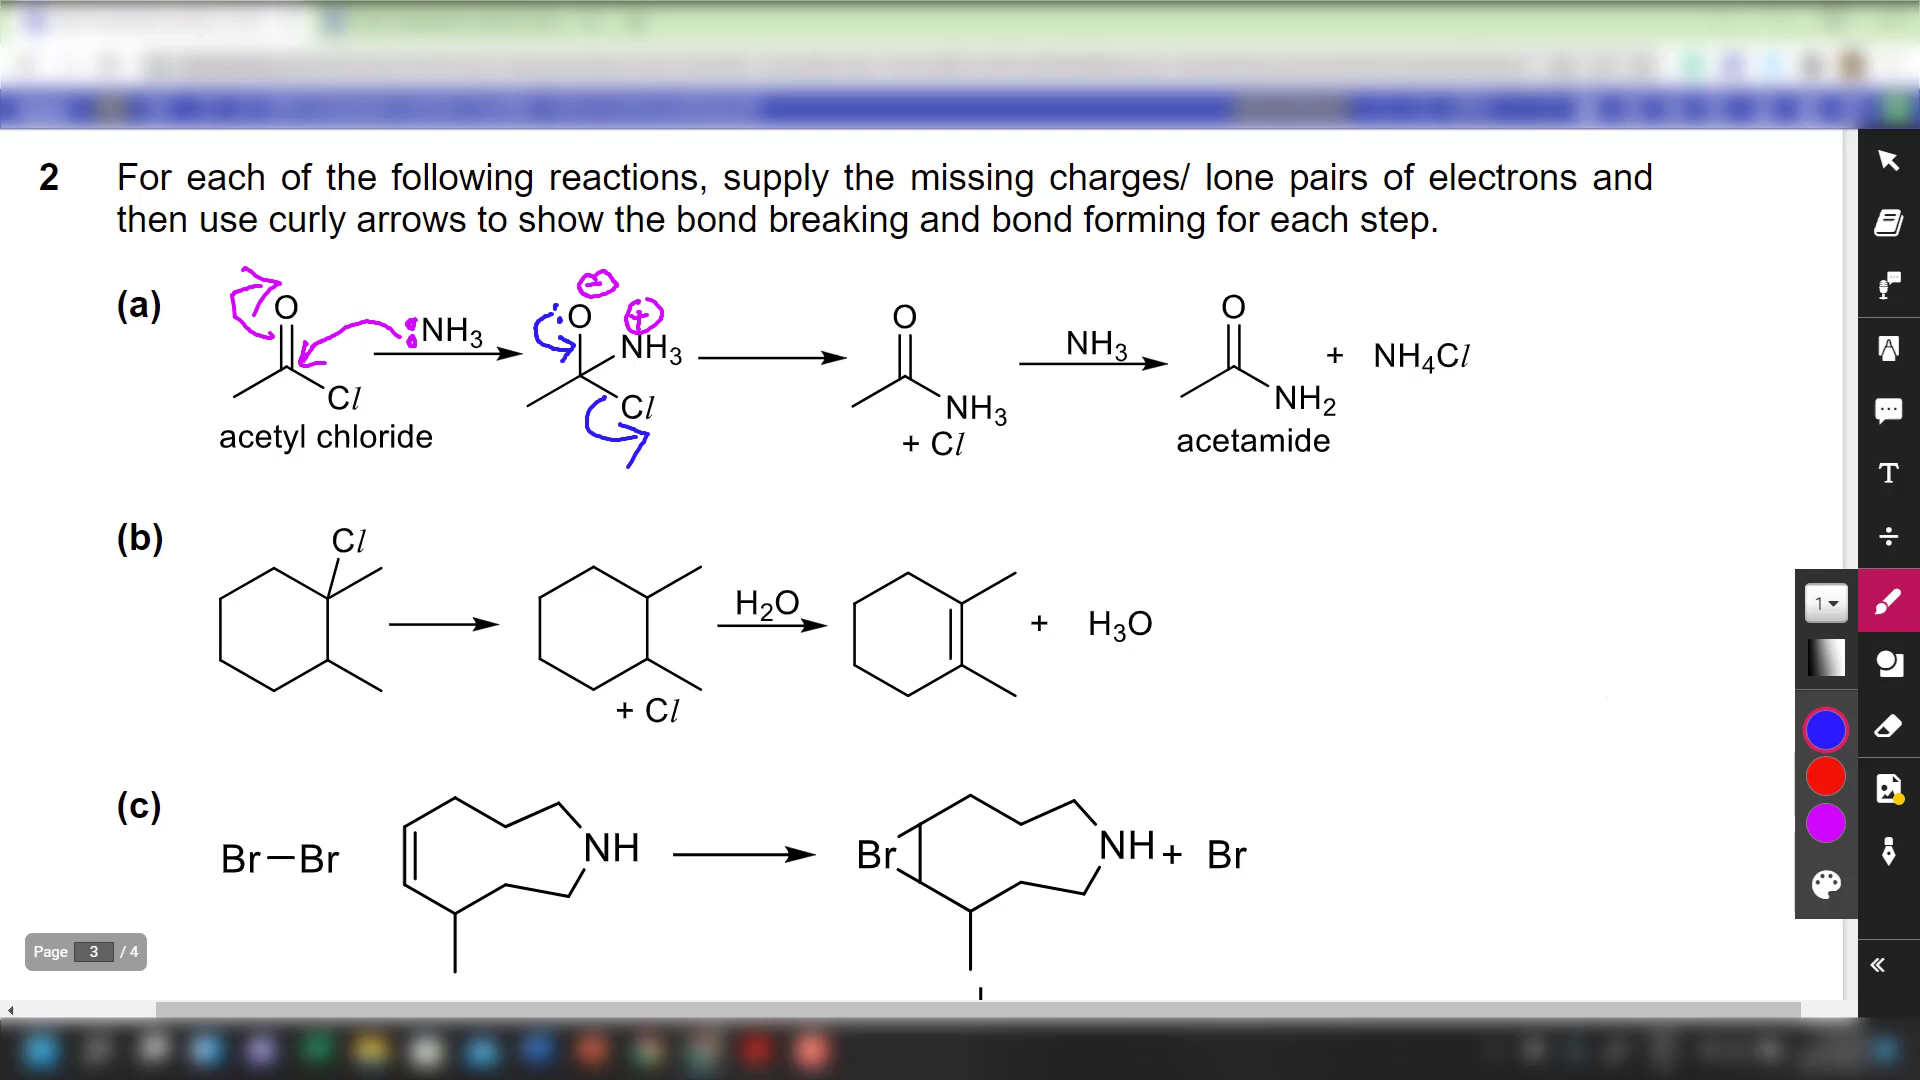 2 For each of the following reactions, supply the missing charges/ lone pairs of electrons and
then use curly arrows to show the bond breaking and bond forming for each step.
(a)
O
Cl
acetyl chloride
:NH3
:O
−
+
NH3
Cl
O
NH3
+ Cl
NH3
O
NH2
acetamide
+ NH4Cl
(b)
Cl
+ Cl
H2O
+ H3O
(c)
Br—Br
NH
Br
NH + Br
Page 3 / 4
1
T